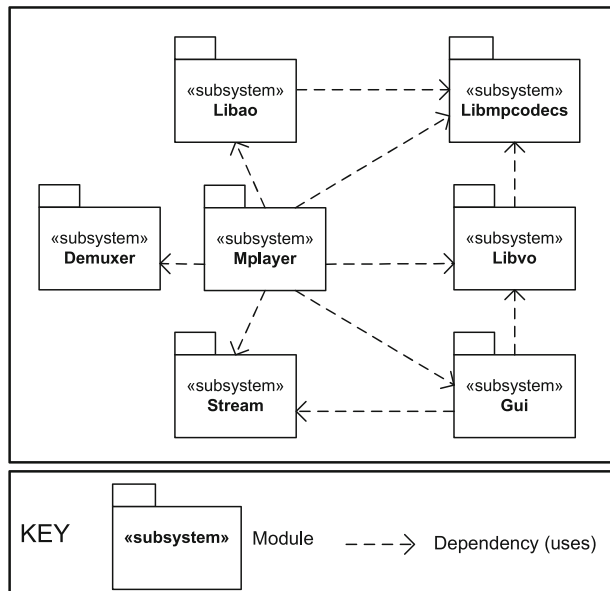 «subsystem»
Libao
«subsystem»
Libmpcodecs
«subsystem»
Demuxer
«subsystem»
Mplayer
«subsystem»
Libvo
«subsystem»
Stream
«subsystem»
Gui
KEY
«subsystem»
Module
Dependency (uses)